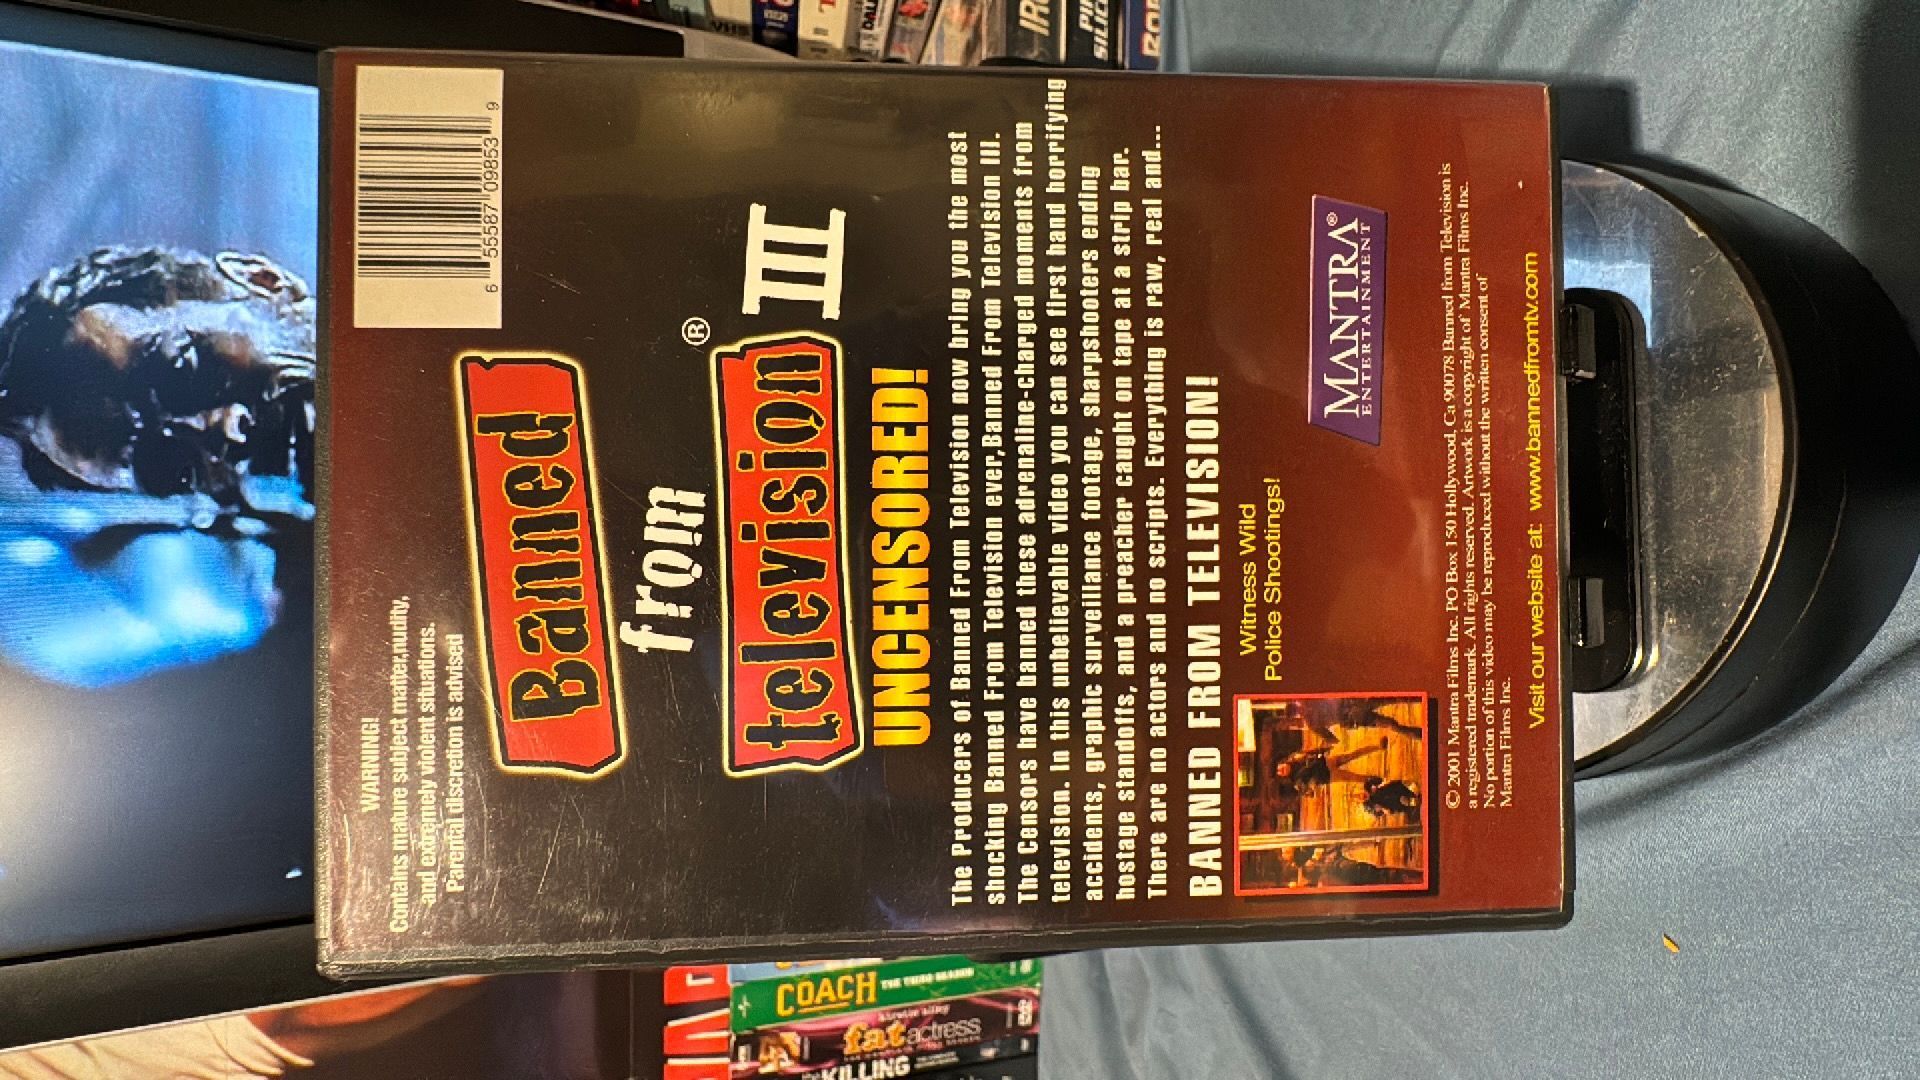 WARNING!
Contains mature subject matter,nudity,
and extremely violent situations.
Parental discretion is advised
6 55587 09853 9
Banned
from
television ® III
UNCENSORED!
The Producers of Banned From Television now bring you the most
shocking Banned From Television ever,Banned From Television III.
The Censors have banned these adrenaline-charged moments from
television. In this unbelievable video you can see first hand horrifying
accidents, graphic surveillance footage, sharpshooters ending
hostage standoffs, and a preacher caught on tape at a strip bar.
There are no actors and no scripts. Everything is raw, real and...
BANNED FROM TELEVISION!
Witness Wild
Police Shootings!
MANTRA®
ENTERTAINMENT
© 2001 Mantra Films Inc. PO Box 150 Hollywood, Ca 90078 Banned from Television is
a registered trademark. All rights reserved. Artwork is a copyright of Mantra Films Inc.
No portion of this video may be reproduced without the written consent of
Mantra Films Inc.
Visit our website at: www.bannedfromtv.com
COACH THE THIRD SEASON
kirstie alley
fat actress
KILLING
VHS